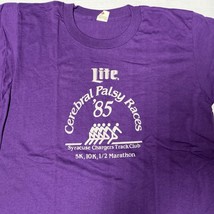 Lite
Cerebral Palsy Races
'85
Syracuse Chargers Track Club
5K, 10K, 1/2 Marathon